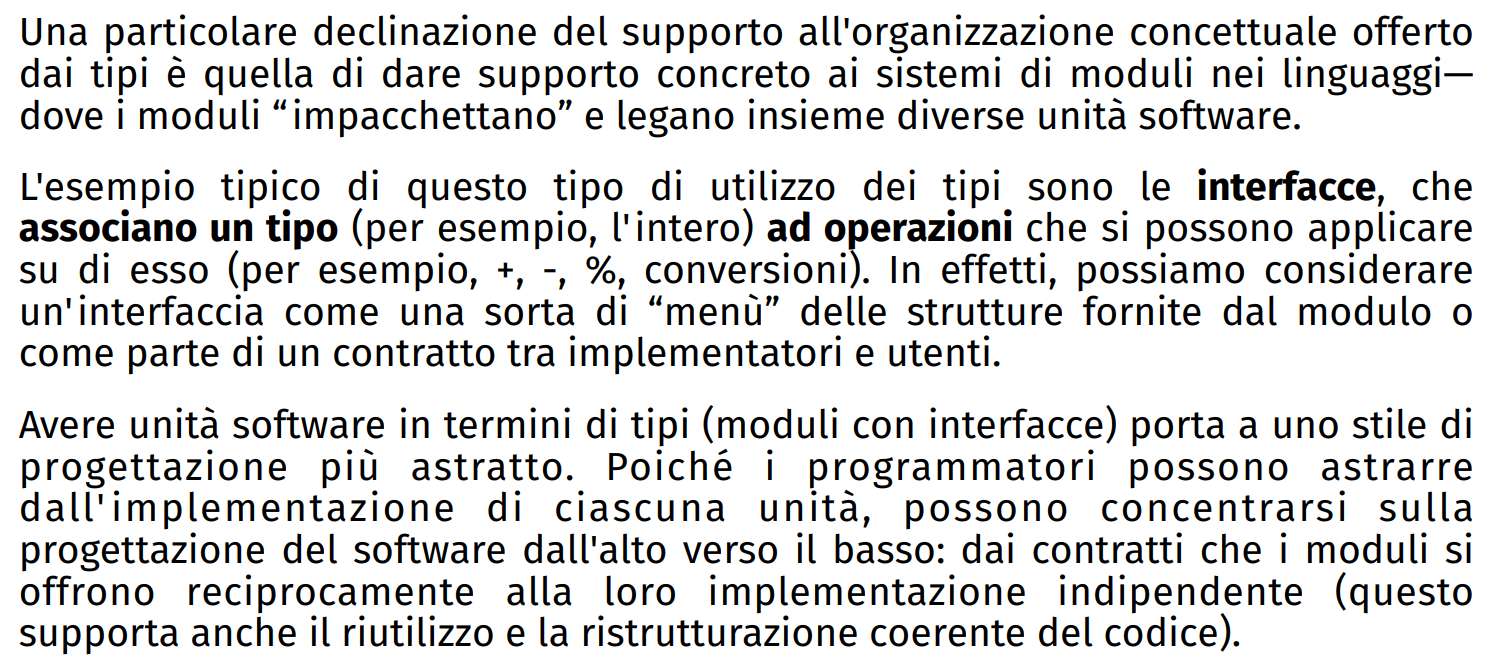 Una particolare declinazione del supporto all'organizzazione concettuale offerto
dai tipi è quella di dare supporto concreto ai sistemi di moduli nei linguaggi—
dove i moduli “impacchettano” e legano insieme diverse unità software.
L'esempio tipico di questo tipo di utilizzo dei tipi sono le interfacce, che
associano un tipo (per esempio, l'intero) ad operazioni che si possono applicare
su di esso (per esempio, +, -, %, conversioni). In effetti, possiamo considerare
un'interfaccia come una sorta di “menù” delle strutture fornite dal modulo o
come parte di un contratto tra implementatori e utenti.
Avere unità software in termini di tipi (moduli con interfacce) porta a uno stile di
progettazione più astratto. Poiché i programmatori possono astrarre
dall'implementazione di ciascuna unità, possono concentrarsi sulla
progettazione del software dall'alto verso il basso: dai contratti che i moduli si
offrono reciprocamente alla loro implementazione indipendente (questo
supporta anche il riutilizzo e la ristrutturazione coerente del codice).